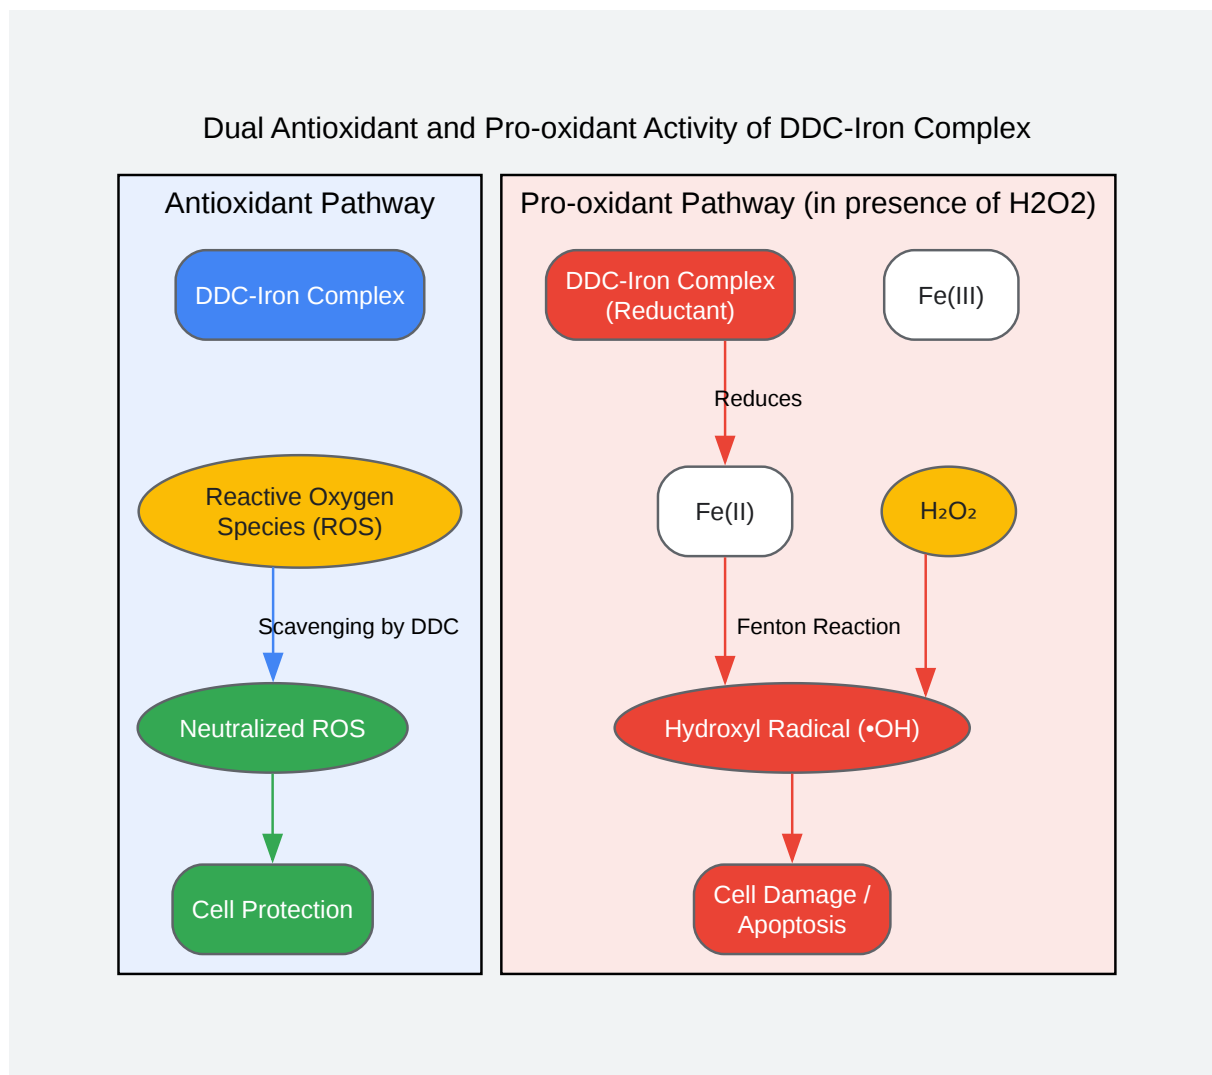 Dual Antioxidant and Pro-oxidant Activity of DDC-Iron Complex
Antioxidant Pathway
DDC-Iron Complex
Reactive Oxygen
Species (ROS)
Scavenging by DDC
Neutralized ROS
Cell Protection
Pro-oxidant Pathway (in presence of H2O2)
DDC-Iron Complex
(Reductant)
Fe(III)
Reduces
Fe(II)
H₂O₂
Fenton Reaction
Hydroxyl Radical (•OH)
Cell Damage /
Apoptosis